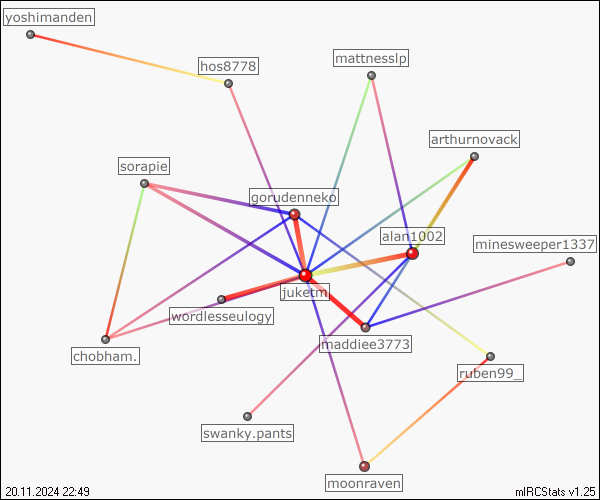 yoshimanden
hos8778
mattnesslp
arthurnovack
sorapie
gorudenneko
alan1002
minesweeper1337
juketm
wordlesseulogy
maddiee3773
chobham.
ruben99_
swanky.pants
moonraven
20.11.2024 22:49
mIRCStats v1.25